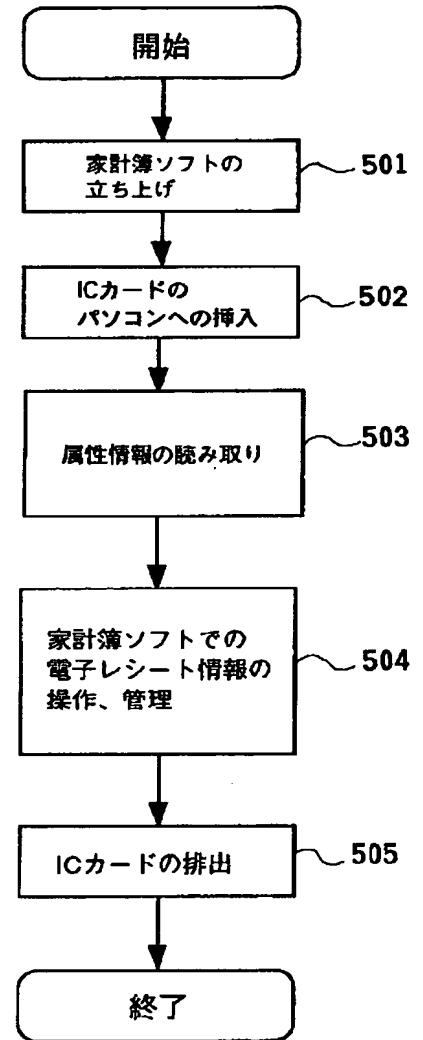 開始
家計簿ソフトの
立ち上げ
501
ICカードの
パソコンへの挿入
502
属性情報の読み取り
503
家計簿ソフトでの
電子レシート情報の
操作、管理
504
ICカードの排出
505
終了